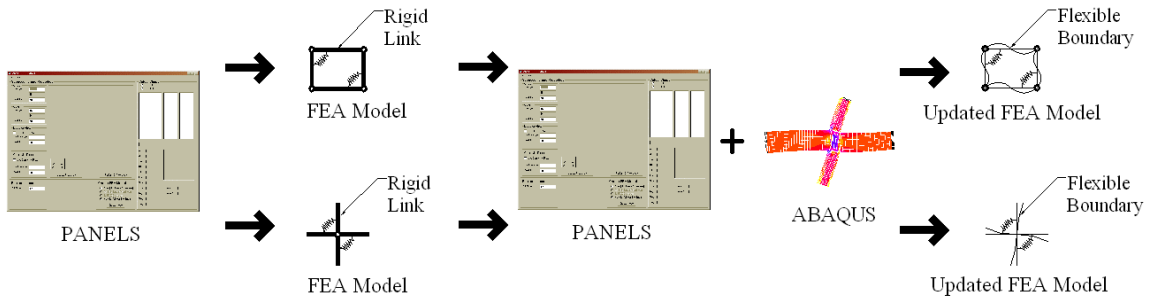 Rigid
Link
FEA Model
PANELS
Rigid
Link
FEA Model
PANELS
ABAQUS
Flexible
Boundary
Updated FEA Model
Flexible
Boundary
Updated FEA Model